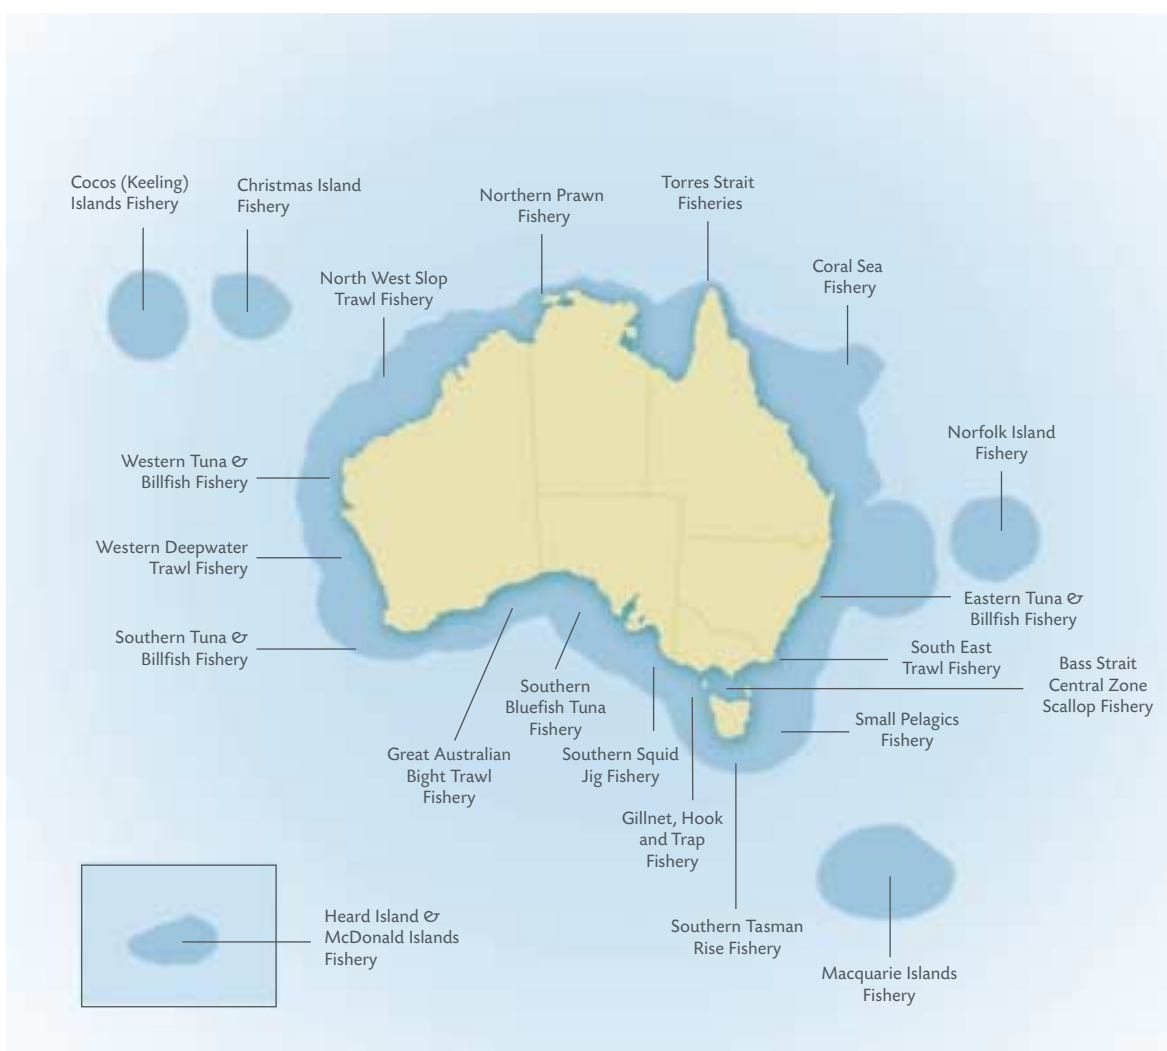 Cocos (Keeling)
Islands Fishery
Christmas Island
Fishery
Northern Prawn
Fishery
Torres Strait
Fisheries
North West Slop
Trawl Fishery
Coral Sea
Fishery
Norfolk Island
Fishery
Western Tuna &
Billfish Fishery
Western Deepwater
Trawl Fishery
Southern Tuna &
Billfish Fishery
Eastern Tuna &
Billfish Fishery
South East
Trawl Fishery
Bass Strait
Central Zone
Scallop Fishery
Southern
Bluefish Tuna
Fishery
Small Pelagics
Fishery
Great Australian
Bight Trawl
Fishery
Southern Squid
Jig Fishery
Gillnet, Hook
and Trap
Fishery
Southern Tasman
Rise Fishery
Heard Island &
McDonald Islands
Fishery
Macquarie Islands
Fishery